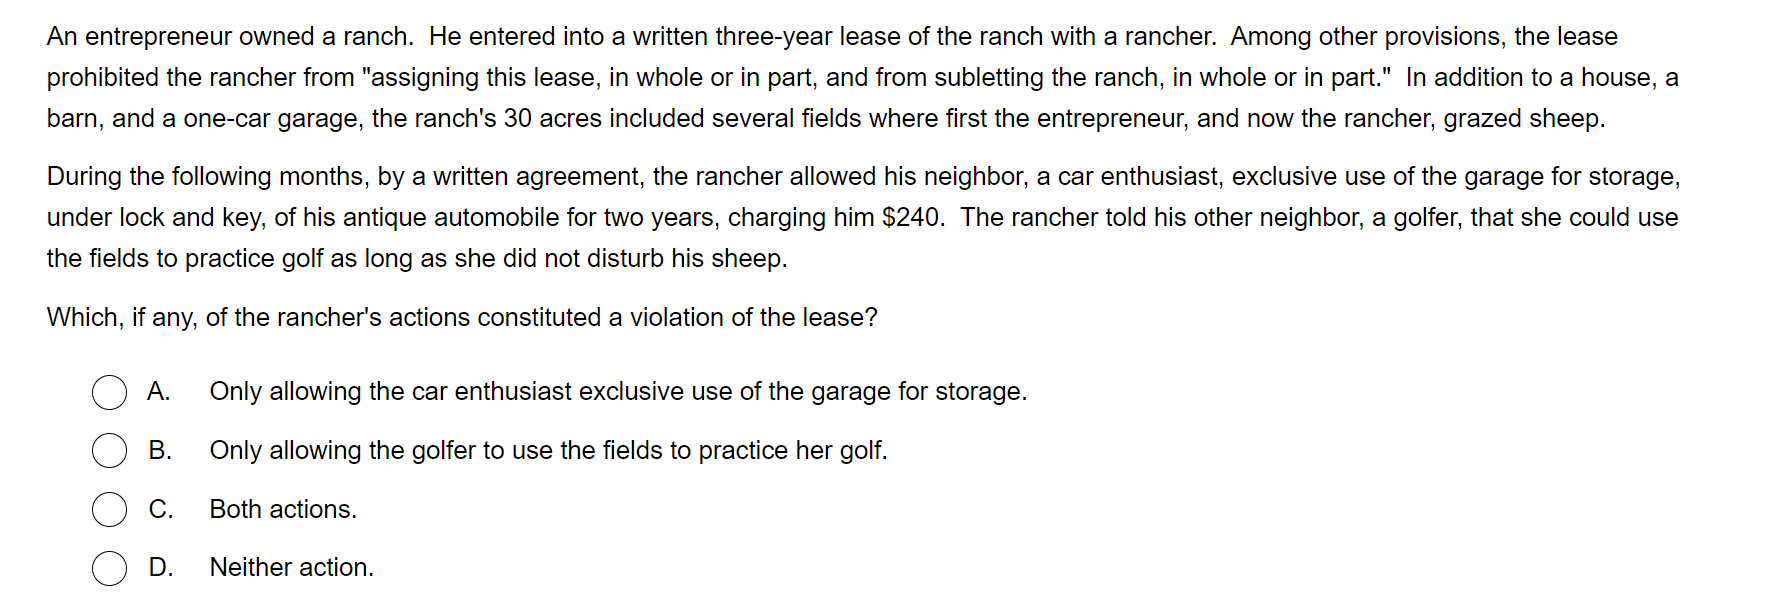 An entrepreneur owned a ranch.  He entered into a written three-year lease of the ranch with a rancher.  Among other provisions, the lease
prohibited the rancher from "assigning this lease, in whole or in part, and from subletting the ranch, in whole or in part."  In addition to a house, a
barn, and a one-car garage, the ranch's 30 acres included several fields where first the entrepreneur, and now the rancher, grazed sheep.
During the following months, by a written agreement, the rancher allowed his neighbor, a car enthusiast, exclusive use of the garage for storage,
under lock and key, of his antique automobile for two years, charging him $240.  The rancher told his other neighbor, a golfer, that she could use
the fields to practice golf as long as she did not disturb his sheep.
Which, if any, of the rancher's actions constituted a violation of the lease?
A. Only allowing the car enthusiast exclusive use of the garage for storage.
B. Only allowing the golfer to use the fields to practice her golf.
C. Both actions.
D. Neither action.